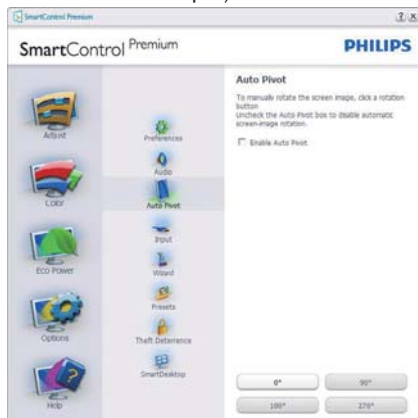 SmartControl Premium
SmartControl Premium
PHILIPS
Adjust
Color
Eco Power
Options
Help
Preferences
Audio
Auto Pivot
Input
Wizard
Presets
Theft Deterrence
SmartDesktop
Auto Pivot
To manually rotate the screen image, click a rotation
button
Uncheck the Auto Pivot box to disable automatic
screen-image rotation.
Enable Auto Pivot
0°
90°
180°
270°